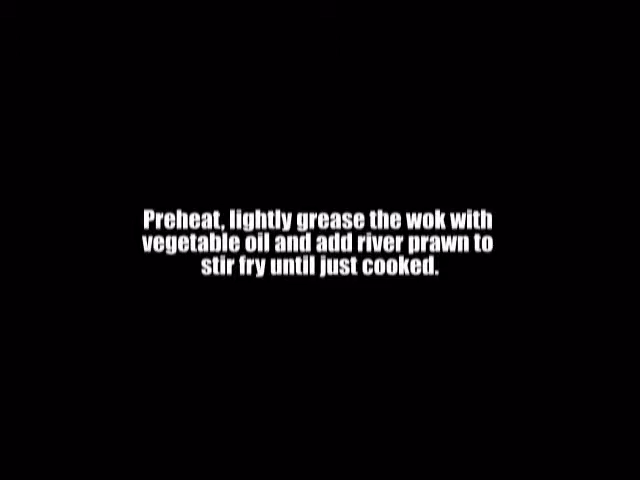 Preheat, lightly grease the wok with
vegetable oil and add river prawn to
stir fry until just cooked.